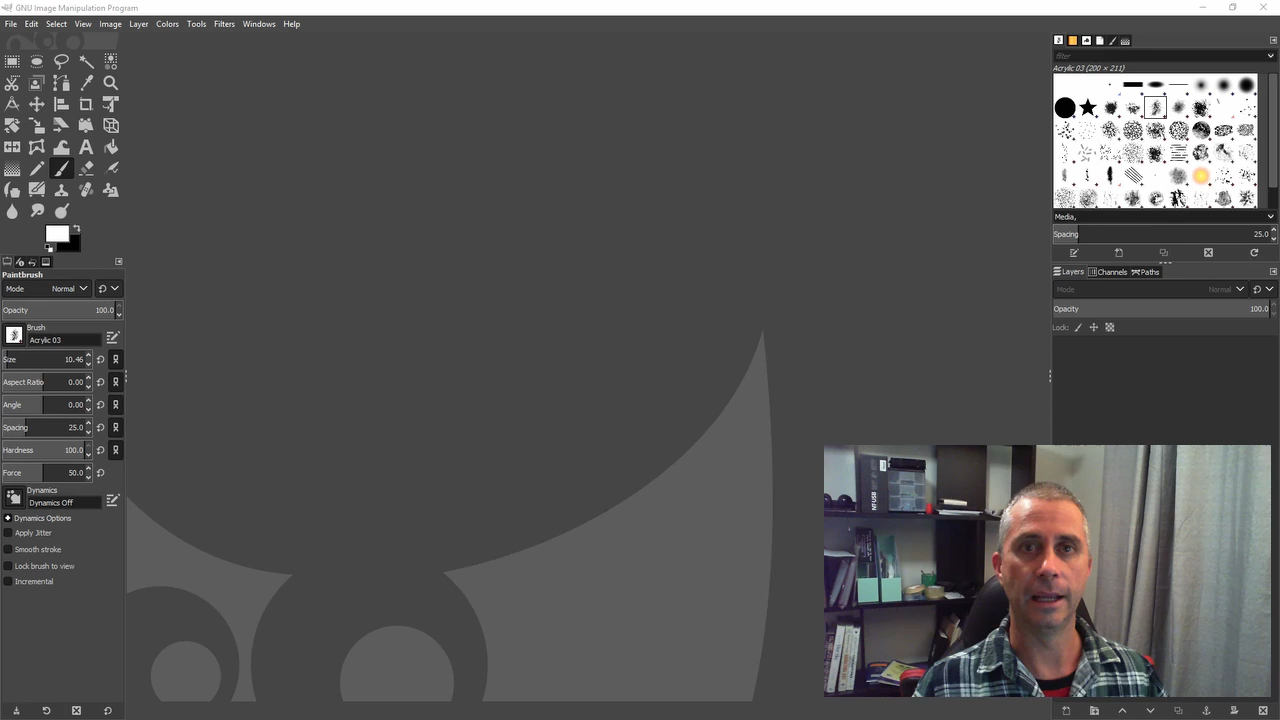 GNU Image Manipulation Program
File Edit Select View Image Layer Colors Tools Filters Windows Help
filter
Acrylic 03 (200 × 211)
Media,
Spacing 25.0
Layers Channels Paths
Mode Normal
Opacity 100.0
Lock:
Paintbrush
Mode Normal
Opacity 100.0
Brush
Acrylic 03
Size 10.46
Aspect Ratio 0.00
Angle 0.00
Spacing 25.0
Hardness 100.0
Force 50.0
Dynamics
Dynamics Off
Dynamics Options
Apply Jitter
Smooth stroke
Lock brush to view
Incremental